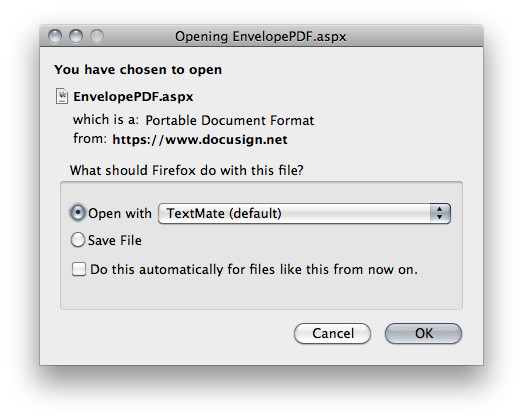 Opening EnvelopePDF.aspx
You have chosen to open
EnvelopePDF.aspx
which is a: Portable Document Format
from: https://www.docusign.net
What should Firefox do with this file?
Open with TextMate (default)
Save File
Do this automatically for files like this from now on.
Cancel OK